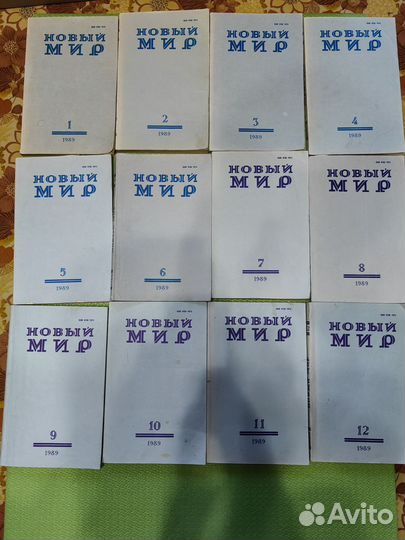 НОВЫЙ
МИР
1
1989
НОВЫЙ
МИР
2
1989
НОВЫЙ
МИР
3
1989
НОВЫЙ
МИР
4
1989
НОВЫЙ
МИР
5
1989
НОВЫЙ
МИР
6
1989
НОВЫЙ
МИР
7
1989
НОВЫЙ
МИР
8
1989
НОВЫЙ
МИР
9
1989
НОВЫЙ
МИР
10
1989
НОВЫЙ
МИР
11
1989
НОВЫЙ
МИР
12
1989
Avito